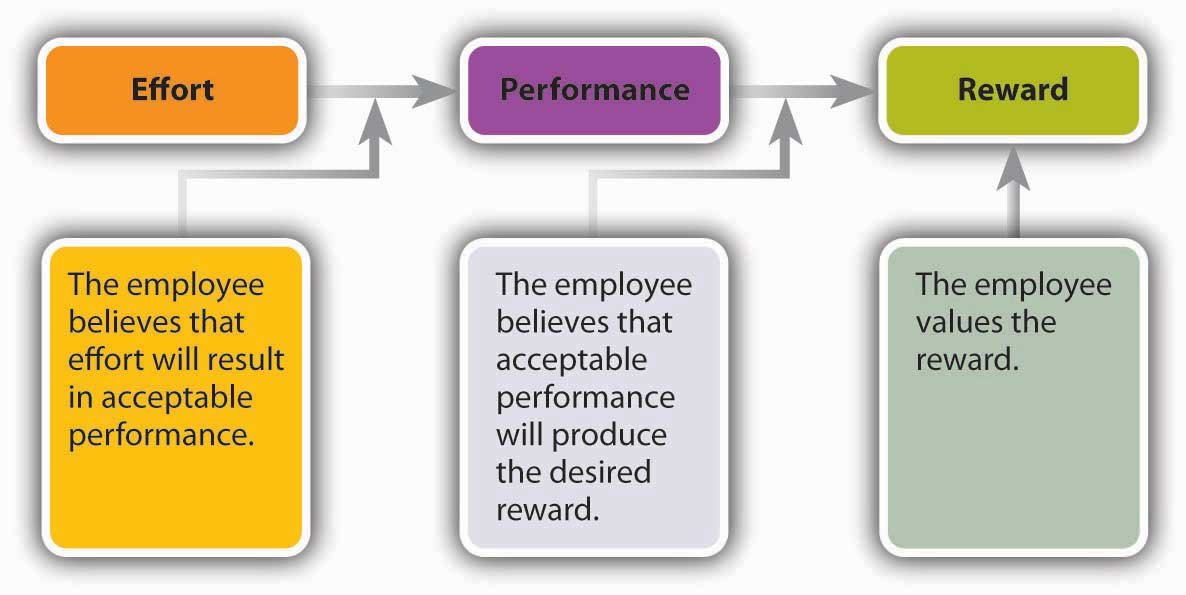 Effort
Performance
Reward
The employee
believes that
effort will result
in acceptable
performance.
The employee
believes that
acceptable
performance
will produce
the desired
reward.
The employee
values the
reward.